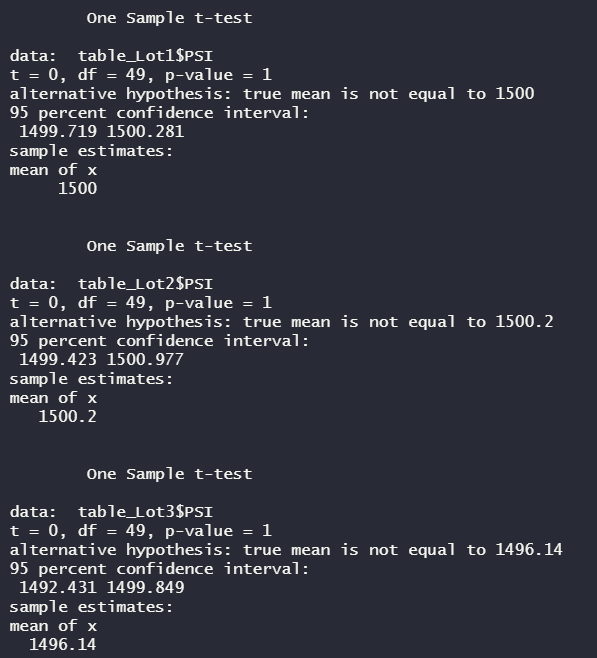 One Sample t-test
data: table_Lot1$PSI
t = 0, df = 49, p-value = 1
alternative hypothesis: true mean is not equal to 1500
95 percent confidence interval:
1499.719 1500.281
sample estimates:
mean of x
1500
One Sample t-test
data: table_Lot2$PSI
t = 0, df = 49, p-value = 1
alternative hypothesis: true mean is not equal to 1500.2
95 percent confidence interval:
1499.423 1500.977
sample estimates:
mean of x
1500.2
One Sample t-test
data: table_Lot3$PSI
t = 0, df = 49, p-value = 1
alternative hypothesis: true mean is not equal to 1496.14
95 percent confidence interval:
1492.431 1499.849
sample estimates:
mean of x
1496.14